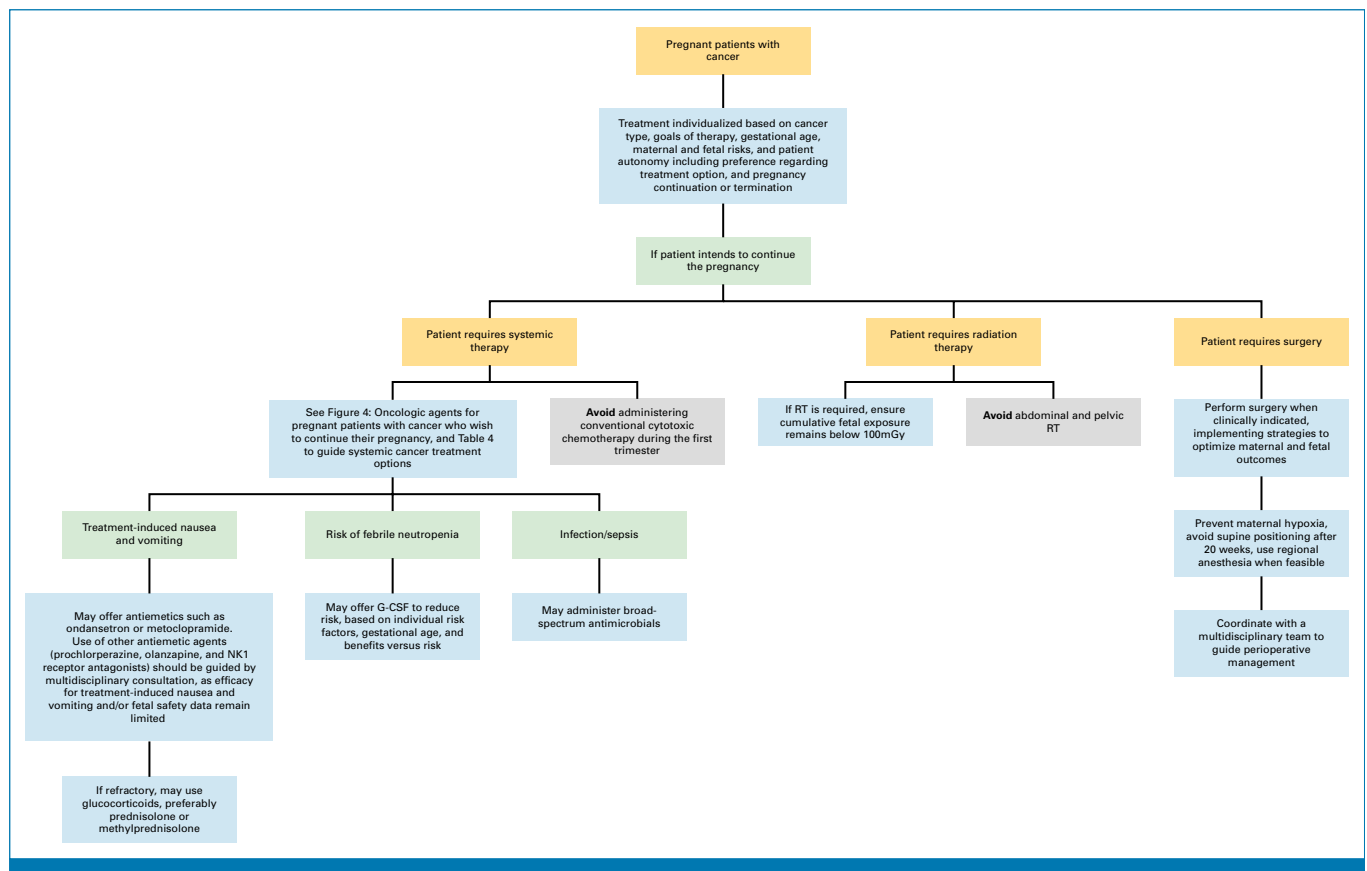 Pregnant patients with
cancer
Treatment individualized based on cancer
type, goals of therapy, gestational age,
maternal and fetal risks, and patient
autonomy including preference regarding
treatment option, and pregnancy
continuation or termination
If patient intends to continue
the pregnancy
Patient requires systemic
therapy
See Figure 4: Oncologic agents for
pregnant patients with cancer who wish
to continue their pregnancy, and Table 4
to guide systemic cancer treatment
options
Avoid administering
conventional cytotoxic
chemotherapy during the first
trimester
Treatment-induced nausea
and vomiting
May offer antiemetics such as
ondansetron or metoclopramide.
Use of other antiemetic agents
(prochlorperazine, olanzapine, and NK1
receptor antagonists) should be guided by
multidisciplinary consultation, as efficacy
for treatment-induced nausea and
vomiting and/or fetal safety data remain
limited
If refractory, may use
glucocorticoids, preferably
prednisolone or
methylprednisolone
Risk of febrile neutropenia
May offer G-CSF to reduce
risk, based on individual risk
factors, gestational age, and
benefits versus risk
Infection/sepsis
May administer broad-
spectrum antimicrobials
Patient requires radiation
therapy
If RT is required, ensure
cumulative fetal exposure
remains below 100mGy
Avoid abdominal and pelvic
RT
Patient requires surgery
Perform surgery when
clinically indicated,
implementing strategies to
optimize maternal and fetal
outcomes
Prevent maternal hypoxia,
avoid supine positioning after
20 weeks, use regional
anesthesia when feasible
Coordinate with a
multidisciplinary team to
guide perioperative
management